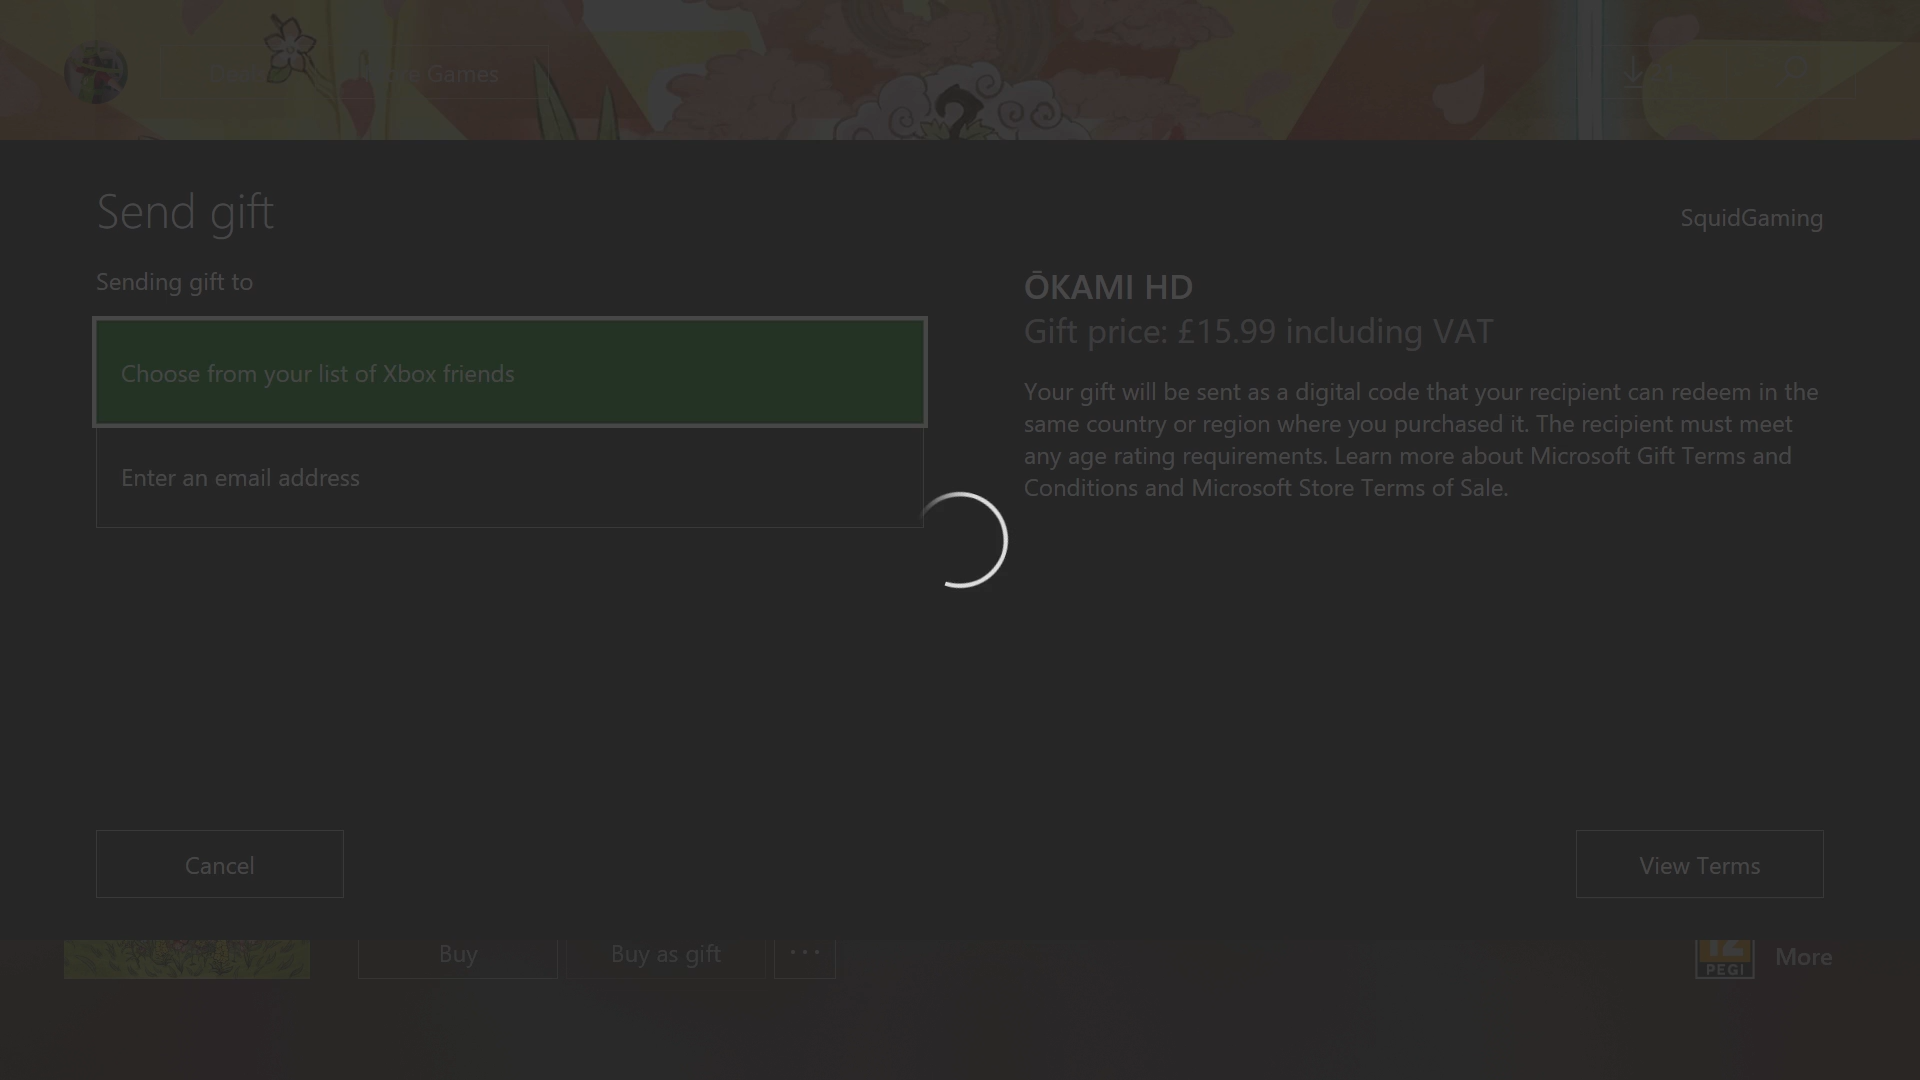 Games
Send gift
SquidGaming
Sending gift to
Choose from your list of Xbox friends
Enter an email address
ŌKAMI HD
Gift price: £15.99 including VAT
Your gift will be sent as a digital code that your recipient can redeem in the
same country or region where you purchased it. The recipient must meet
any age rating requirements. Learn more about Microsoft Gift Terms and
Conditions and Microsoft Store Terms of Sale.
Cancel
View Terms
Buy
Buy as gift
...
12
PEGI
More